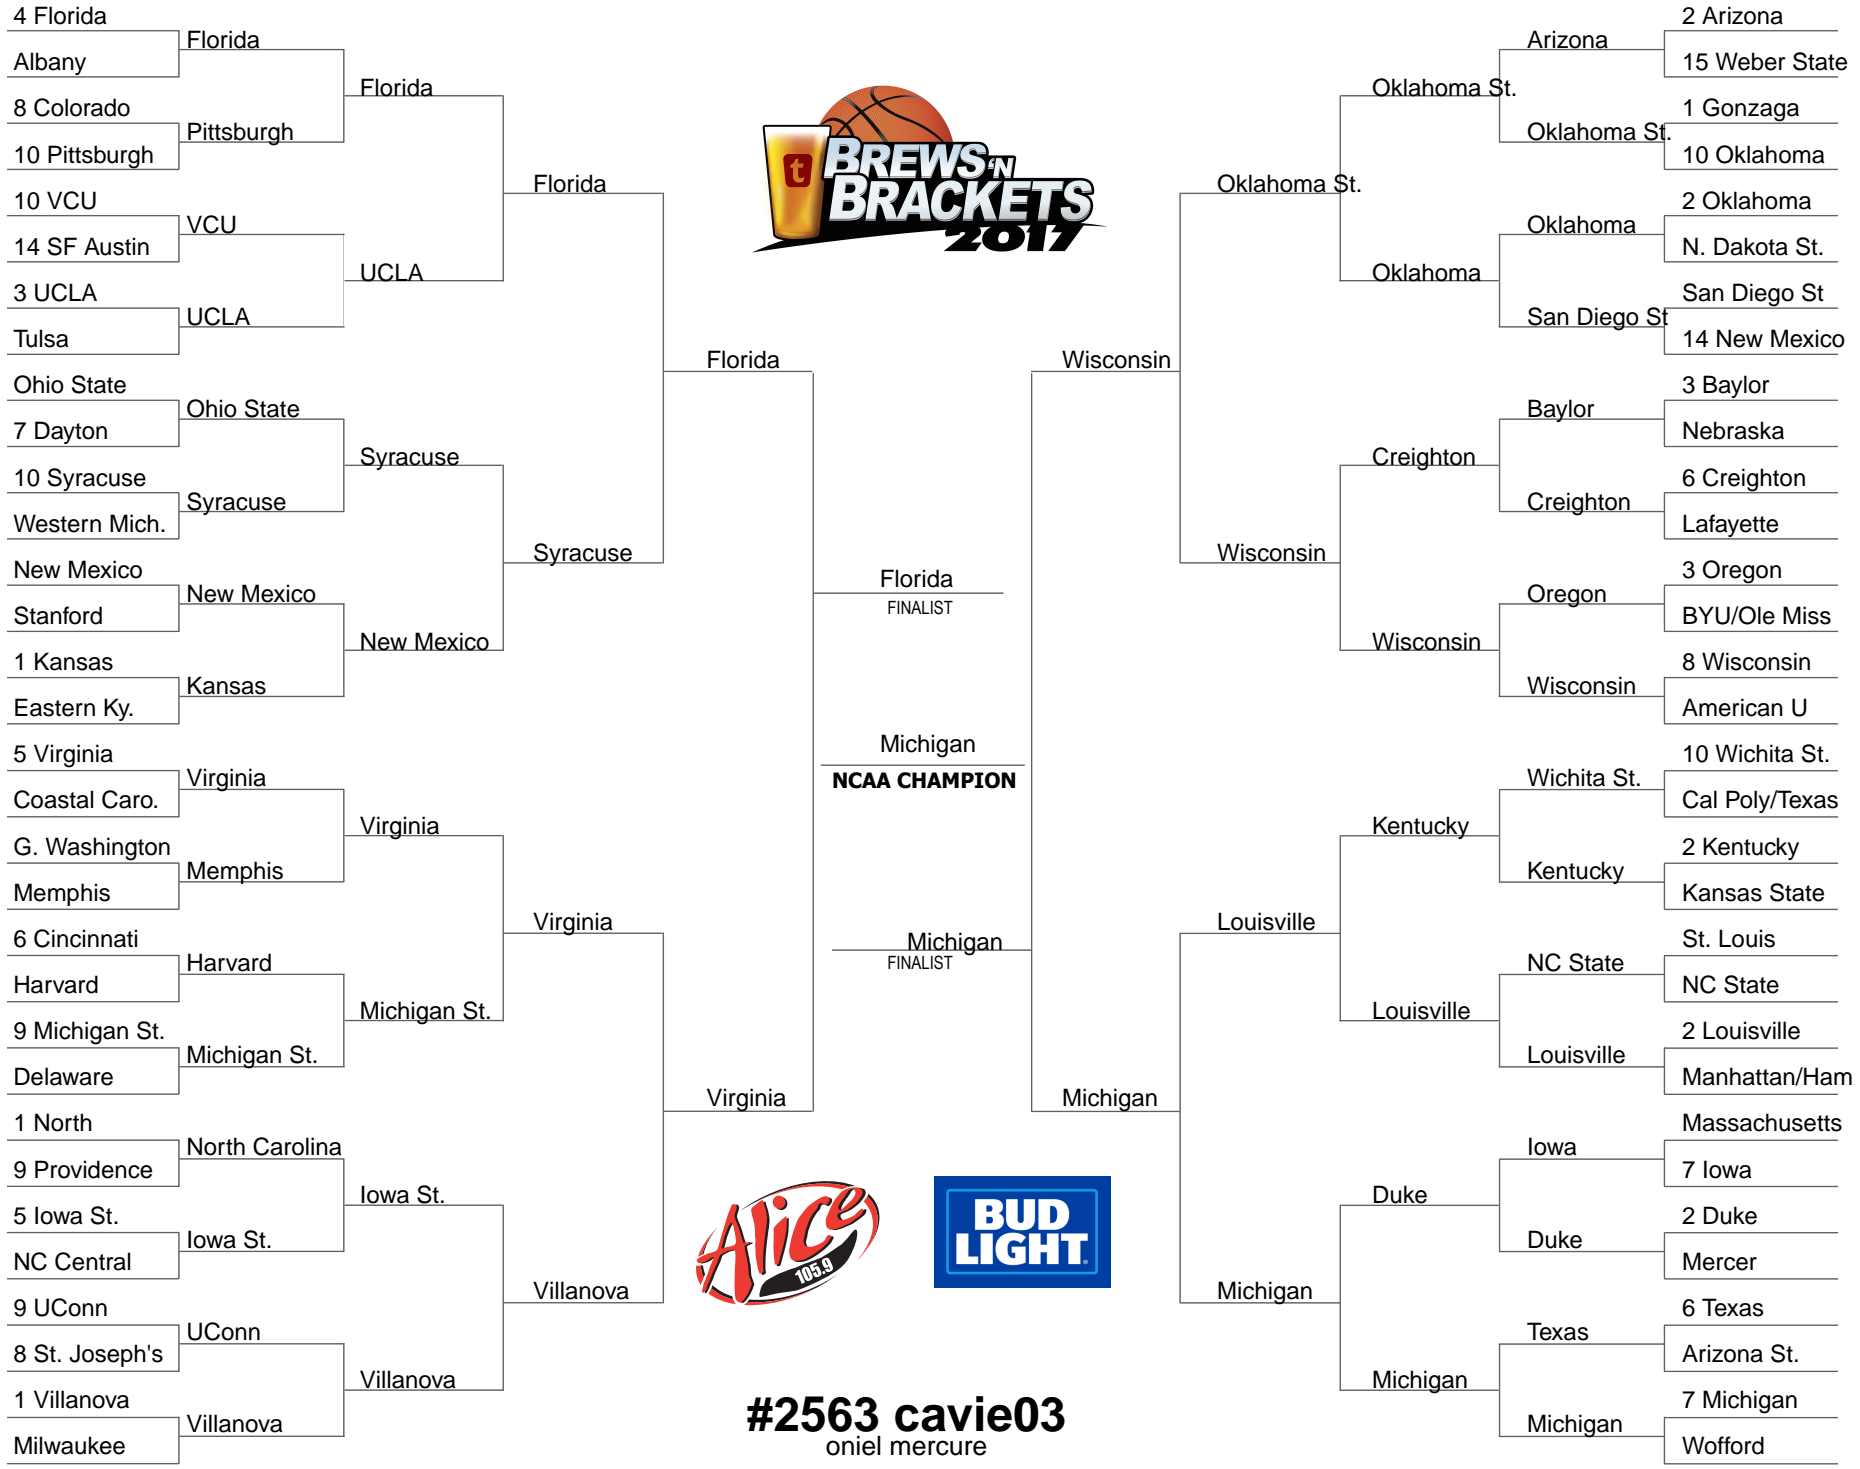 4 Florida
Albany
8 Colorado
10 Pittsburgh
10 VCU
14 SF Austin
3 UCLA
Tulsa
Ohio State
7 Dayton
10 Syracuse
Western Mich.
New Mexico
Stanford
1 Kansas
Eastern Ky.
5 Virginia
Coastal Caro.
G. Washington
Memphis
6 Cincinnati
Harvard
9 Michigan St.
Delaware
1 North
9 Providence
5 Iowa St.
NC Central
9 UConn
8 St. Joseph's
1 Villanova
Milwaukee
Florida
Pittsburgh
VCU
UCLA
Ohio State
Syracuse
New Mexico
Kansas
Virginia
Memphis
Harvard
Michigan St.
North Carolina
Iowa St.
UConn
Villanova
Florida
UCLA
Syracuse
New Mexico
Virginia
Michigan St.
Iowa St.
Villanova
Florida
Syracuse
Virginia
Villanova
Florida
Virginia
t
BREWS 'N
BRACKETS
2017
Florida
FINALIST
Michigan
NCAA CHAMPION
Michigan
FINALIST
Alice
105.9
BUD
LIGHT
#2563 cavie03
oniel mercure
Wisconsin
Michigan
Oklahoma St.
Wisconsin
Louisville
Michigan
Oklahoma St.
Oklahoma
Creighton
Wisconsin
Kentucky
Louisville
Duke
Michigan
Arizona
Oklahoma St.
Oklahoma
San Diego St
Baylor
Creighton
Oregon
Wisconsin
Wichita St.
Kentucky
NC State
Louisville
Iowa
Duke
Texas
Michigan
2 Arizona
15 Weber State
1 Gonzaga
10 Oklahoma
2 Oklahoma
N. Dakota St.
San Diego St
14 New Mexico
3 Baylor
Nebraska
6 Creighton
Lafayette
3 Oregon
BYU/Ole Miss
8 Wisconsin
American U
10 Wichita St.
Cal Poly/Texas
2 Kentucky
Kansas State
St. Louis
NC State
2 Louisville
Manhattan/Ham
Massachusetts
7 Iowa
2 Duke
Mercer
6 Texas
Arizona St.
7 Michigan
Wofford